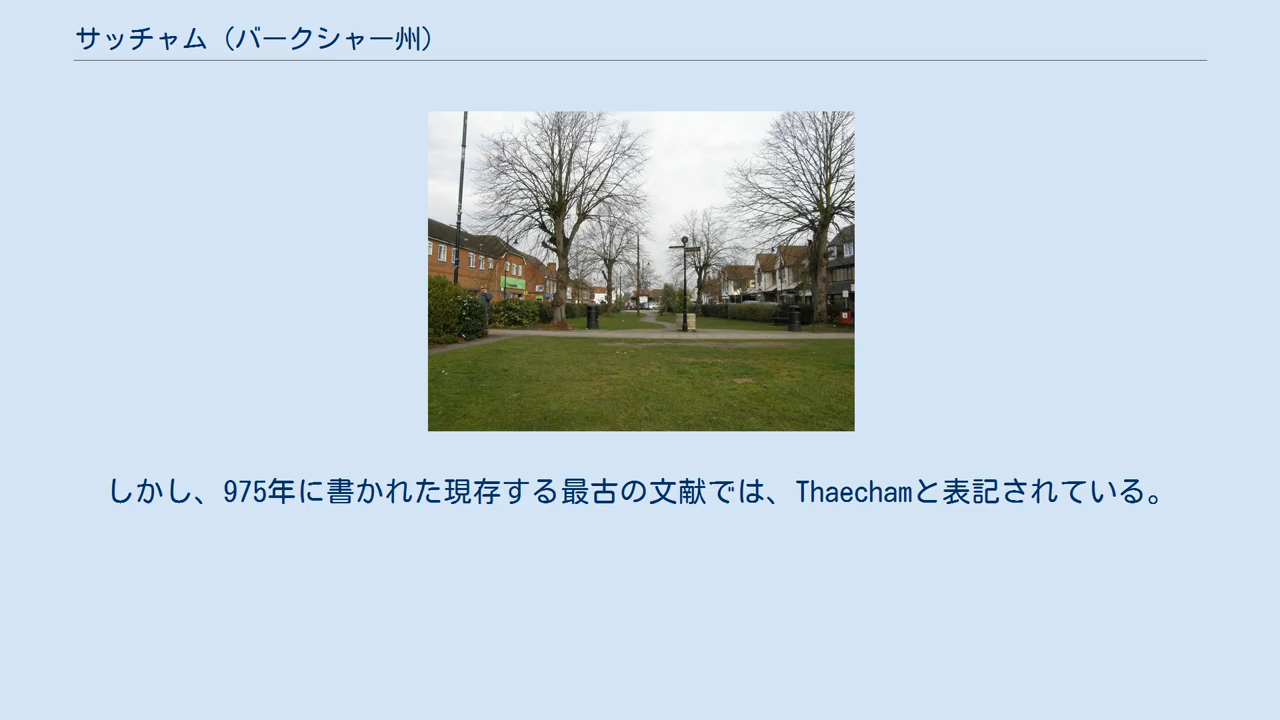 サッチャム（バークシャー州）
しかし、975年に書かれた現存する最古の文献では、Thaechamと表記されている。